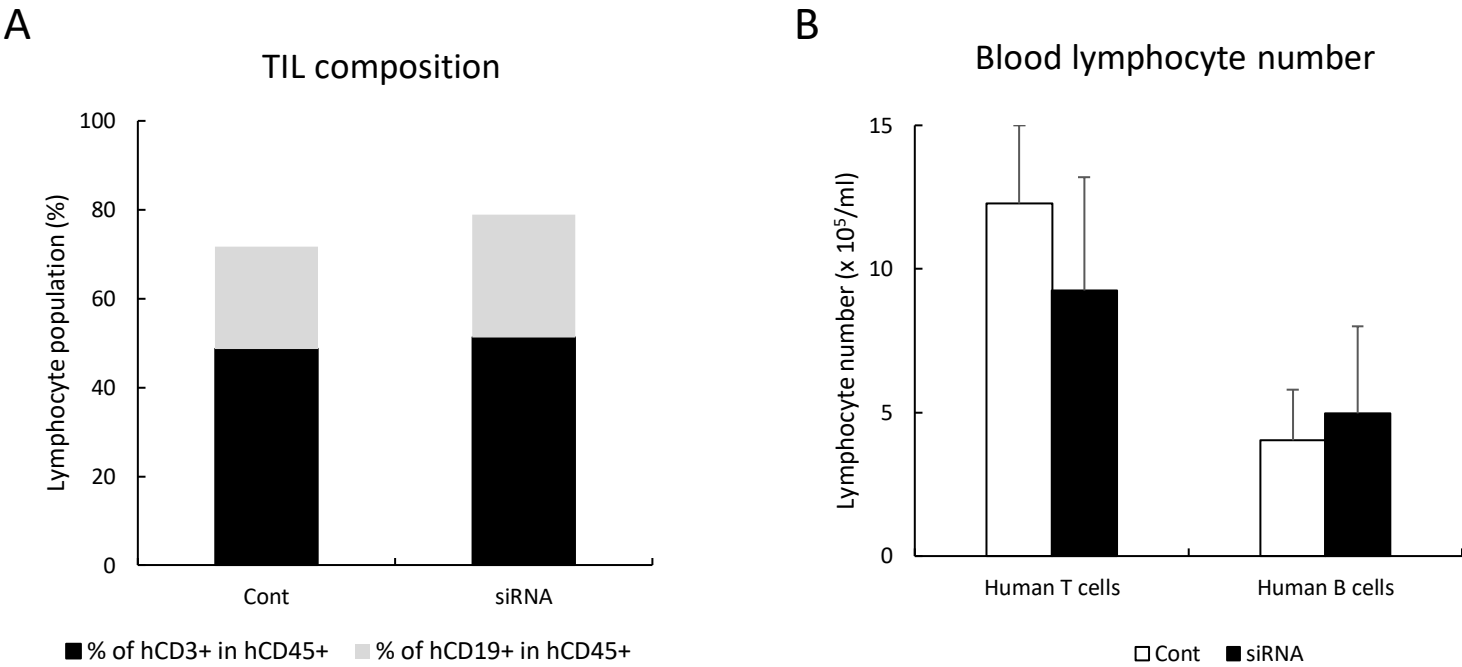 A
TIL composition
Lymphocyte population (%)
100
80
60
40
20
0
Cont
siRNA
% of hCD3+ in hCD45+
% of hCD19+ in hCD45+
B
Blood lymphocyte number
Lymphocyte number (x 10⁵/ml)
15
10
5
0
Human T cells
Human B cells
Cont
siRNA